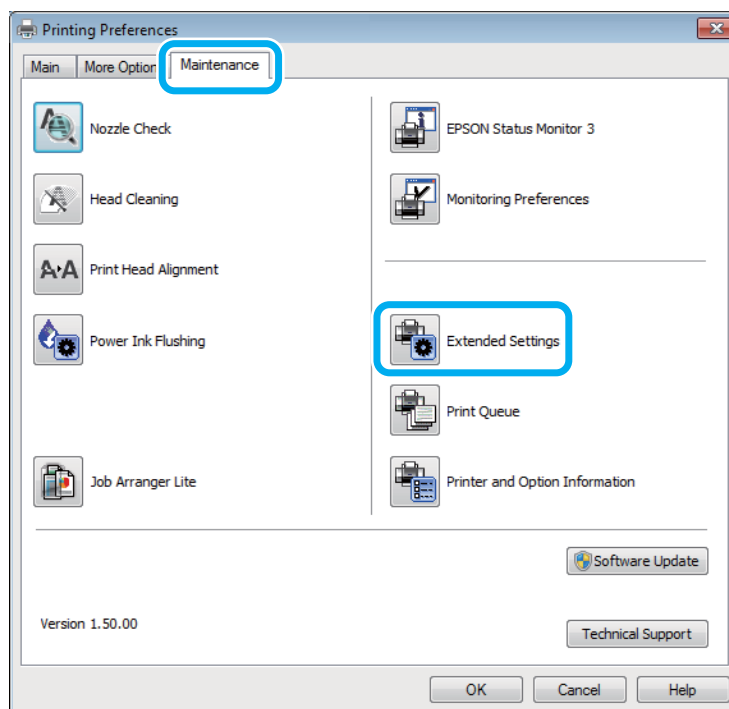 Printing Preferences
Main
More Option
Maintenance
Nozzle Check
EPSON Status Monitor 3
Head Cleaning
Monitoring Preferences
A·A
Print Head Alignment
Power Ink Flushing
Extended Settings
Print Queue
Job Arranger Lite
Printer and Option Information
Software Update
Version 1.50.00
Technical Support
OK
Cancel
Help